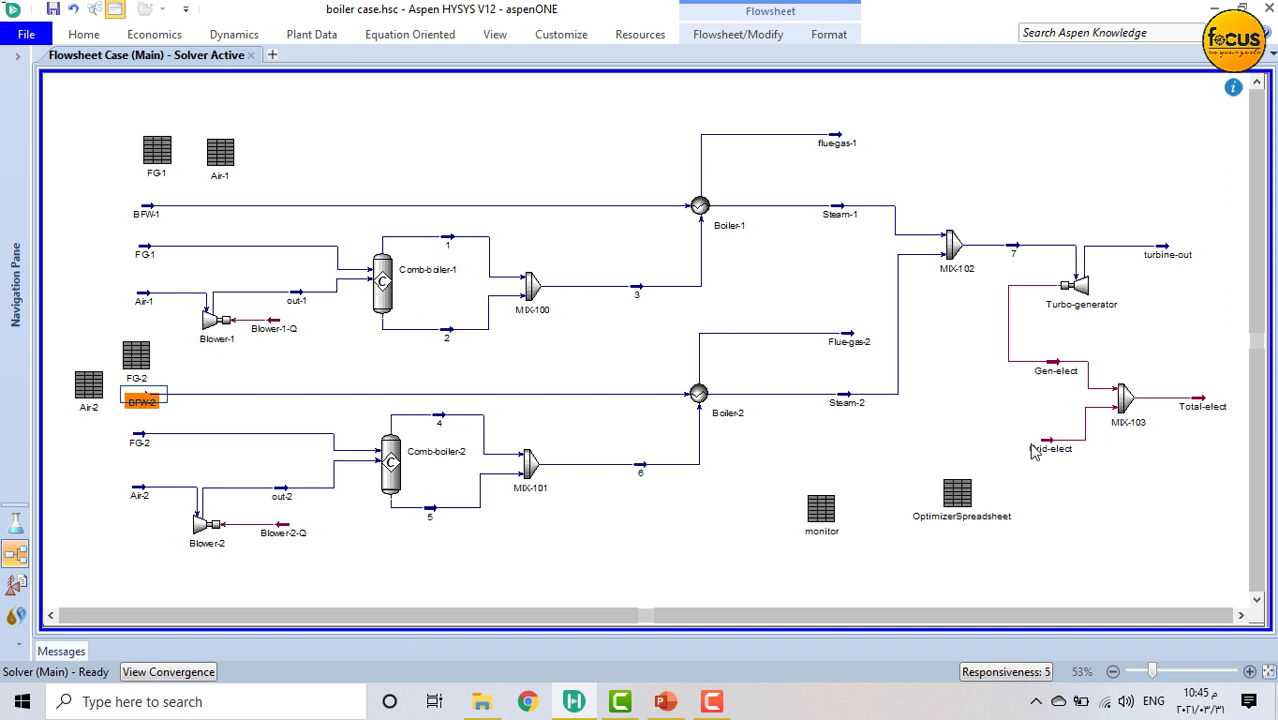 boiler case.hsc - Aspen HYSYS V12 - aspenONE
Flowsheet
File
Home
Economics
Dynamics
Plant Data
Equation Oriented
View
Customize
Resources
Flowsheet/Modify
Format
Search Aspen Knowledge
focus
Flowsheet Case (Main) - Solver Active
Navigation Pane
flue-gas-1
FG-1
Air-1
BFW-1
Steam-1
Boiler-1
FG-1
1
Comb-boiler-1
7
MIX-102
turbine-out
Air-1
out-1
3
MIX-100
Turbo-generator
Blower-1-Q
Blower-1
2
Flue-gas-2
FG-2
Gen-elect
Air-2
BFW-2
Steam-2
Boiler-2
Total-elect
MIX-103
4
FG-2
Comb-boiler-2
6
MIX-101
Air-2
out-2
5
Blower-2-Q
Blower-2
monitor
OptimizerSpreadsheet
Messages
Solver (Main) - Ready
View Convergence
Responsiveness: 5
53%
Type here to search
ENG
10:45 م
٢٠٢١/٠٣/٣١